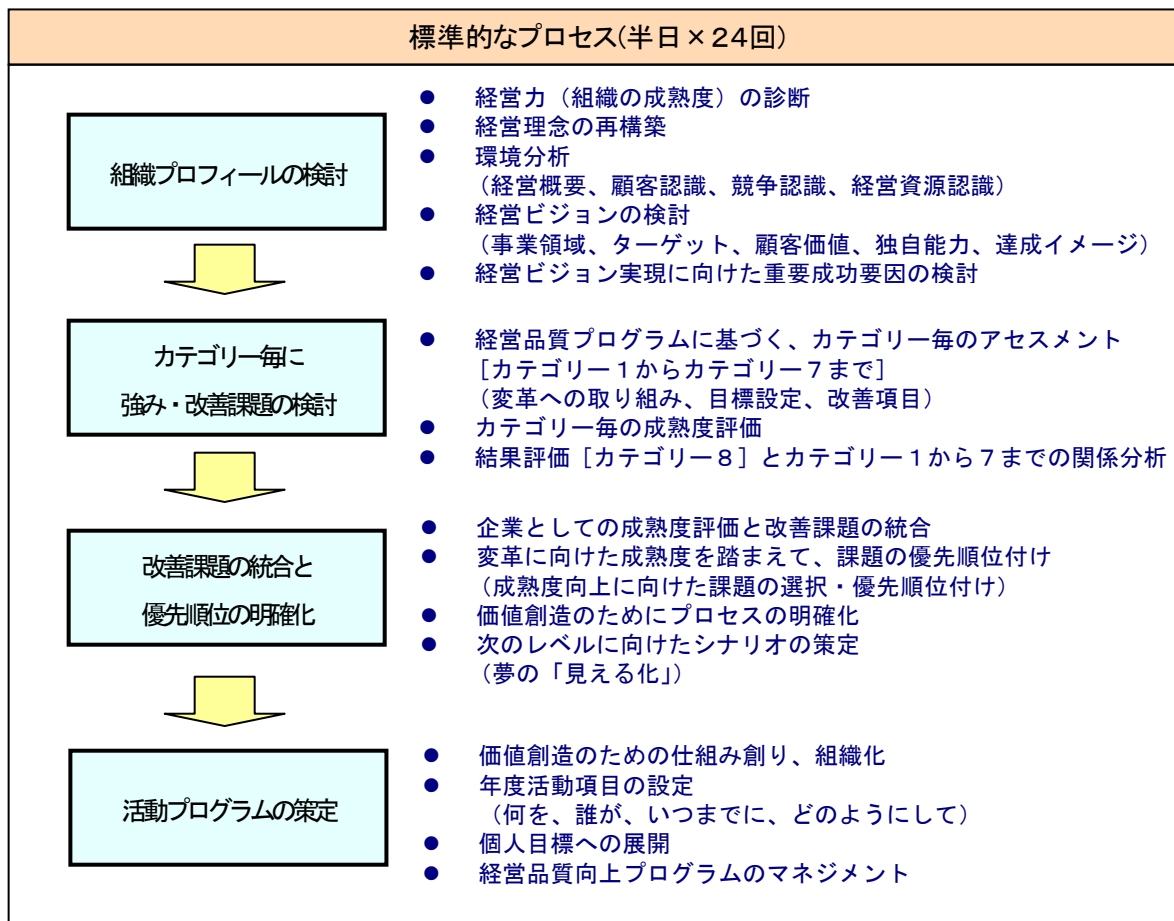 標準的なプロセス(半日×24回)
組織プロフィールの検討
● 経営力（組織の成熟度）の診断
● 経営理念の再構築
● 環境分析
（経営概要、顧客認識、競争認識、経営資源認識）
● 経営ビジョンの検討
（事業領域、ターゲット、顧客価値、独自能力、達成イメージ）
● 経営ビジョン実現に向けた重要成功要因の検討
カテゴリー毎に
強み・改善課題の検討
● 経営品質プログラムに基づく、カテゴリー毎のアセスメント
［カテゴリー１からカテゴリー７まで］
（変革への取り組み、目標設定、改善項目）
● カテゴリー毎の成熟度評価
● 結果評価［カテゴリー８］とカテゴリー１から７までの関係分析
改善課題の統合と
優先順位の明確化
● 企業としての成熟度評価と改善課題の統合
● 変革に向けた成熟度を踏まえて、課題の優先順位付け
（成熟度向上に向けた課題の選択・優先順位付け）
● 価値創造のためにプロセスの明確化
● 次のレベルに向けたシナリオの策定
（夢の「見える化」）
活動プログラムの策定
● 価値創造のための仕組み創り、組織化
● 年度活動項目の設定
（何を、誰が、いつまでに、どのようにして）
● 個人目標への展開
● 経営品質向上プログラムのマネジメント